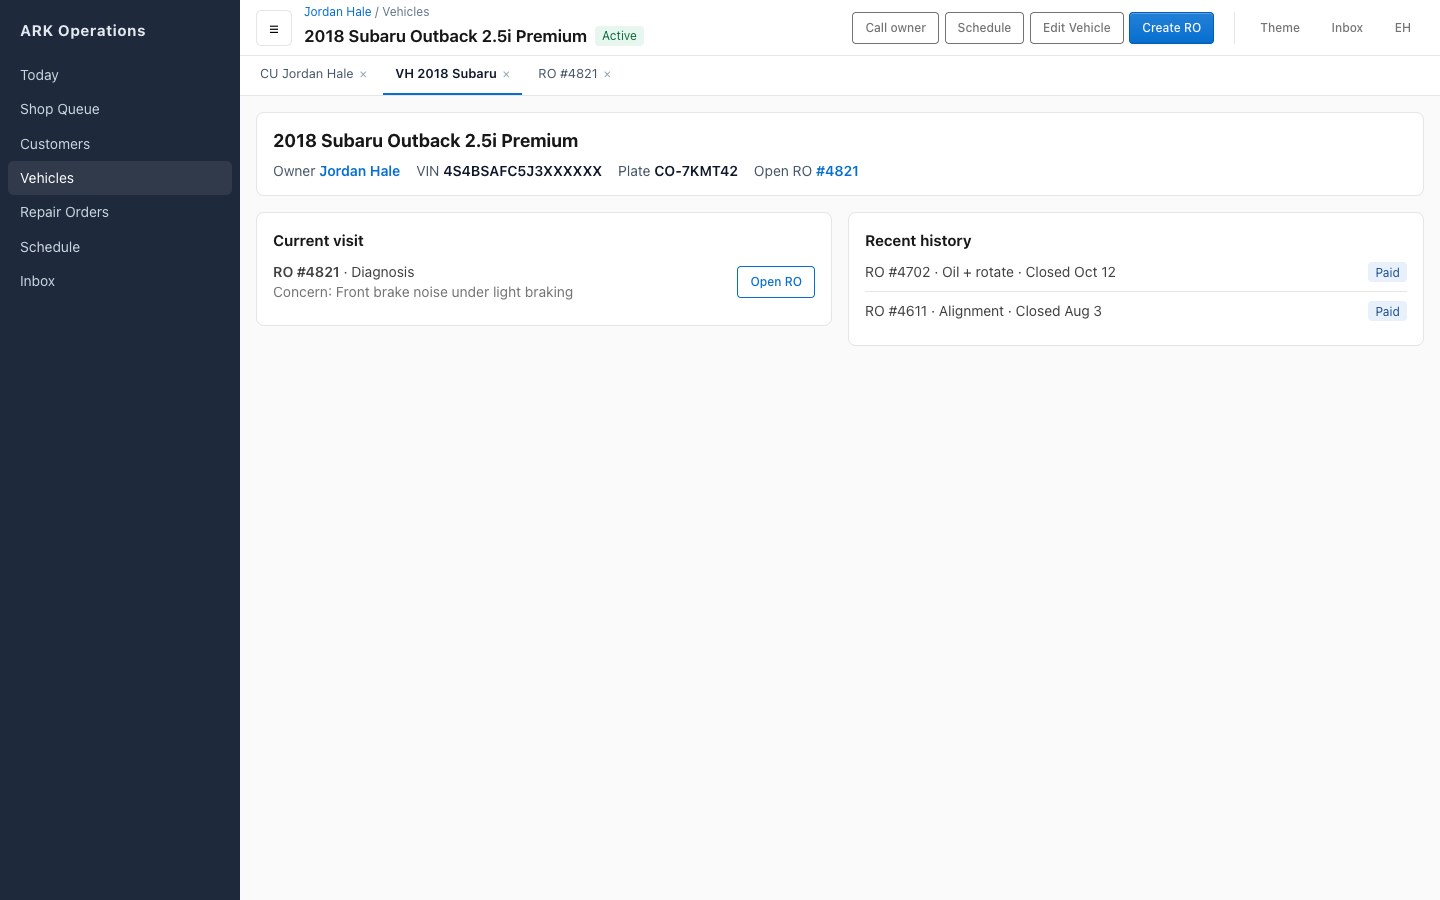 ARK Operations
Today
Shop Queue
Customers
Vehicles
Repair Orders
Schedule
Inbox
☰
Jordan Hale / Vehicles
2018 Subaru Outback 2.5i Premium Active
Call owner Schedule Edit Vehicle Create RO Theme Inbox EH
CU Jordan Hale × VH 2018 Subaru × RO #4821 ×
2018 Subaru Outback 2.5i Premium
Owner Jordan Hale VIN 4S4BSAFC5J3XXXXXX Plate CO-7KMT42 Open RO #4821
Current visit
RO #4821 · Diagnosis
Concern: Front brake noise under light braking
Open RO
Recent history
RO #4702 · Oil + rotate · Closed Oct 12 Paid
RO #4611 · Alignment · Closed Aug 3 Paid